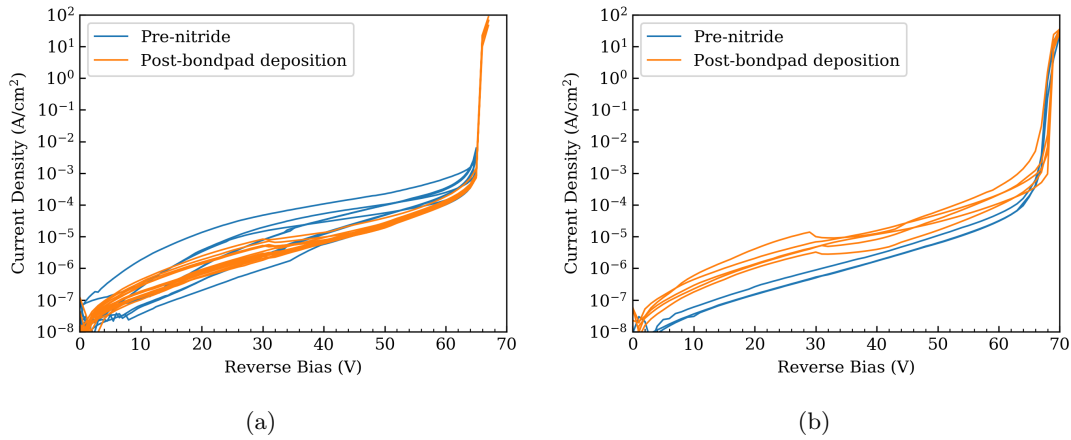 10²
10¹
10⁰
10⁻¹
10⁻²
10⁻³
10⁻⁴
10⁻⁵
10⁻⁶
10⁻⁷
10⁻⁸
Current Density (A/cm²)
Pre-nitride
Post-bondpad deposition
0 10 20 30 40 50 60 70
Reverse Bias (V)
(a)
10²
10¹
10⁰
10⁻¹
10⁻²
10⁻³
10⁻⁴
10⁻⁵
10⁻⁶
10⁻⁷
10⁻⁸
Current Density (A/cm²)
Pre-nitride
Post-bondpad deposition
0 10 20 30 40 50 60 70
Reverse Bias (V)
(b)